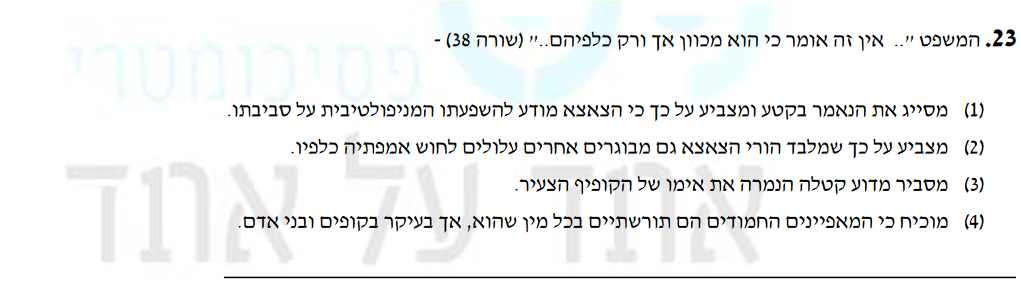 23. המשפט ".. אין זה אומר כי הוא מכוון אך ורק כלפיהם.." (שורה 38) -
פסיכומטרי
(1) מסייג את הנאמר בקטע ומצביע על כך כי הצאצא מודע להשפעתו המניפולטיבית על סביבתו.
(2) מצביע על כך שמלבד הורי הצאצא גם מבוגרים אחרים עלולים לחוש אמפתיה כלפיו.
אחד על אחד
(3) מסביר מדוע קטלה הנמרה את אימו של הקופיף הצעיר.
(4) מוכיח כי המאפיינים החמודים הם תורשתיים בכל מין שהוא, אך בעיקר בקופים ובני אדם.